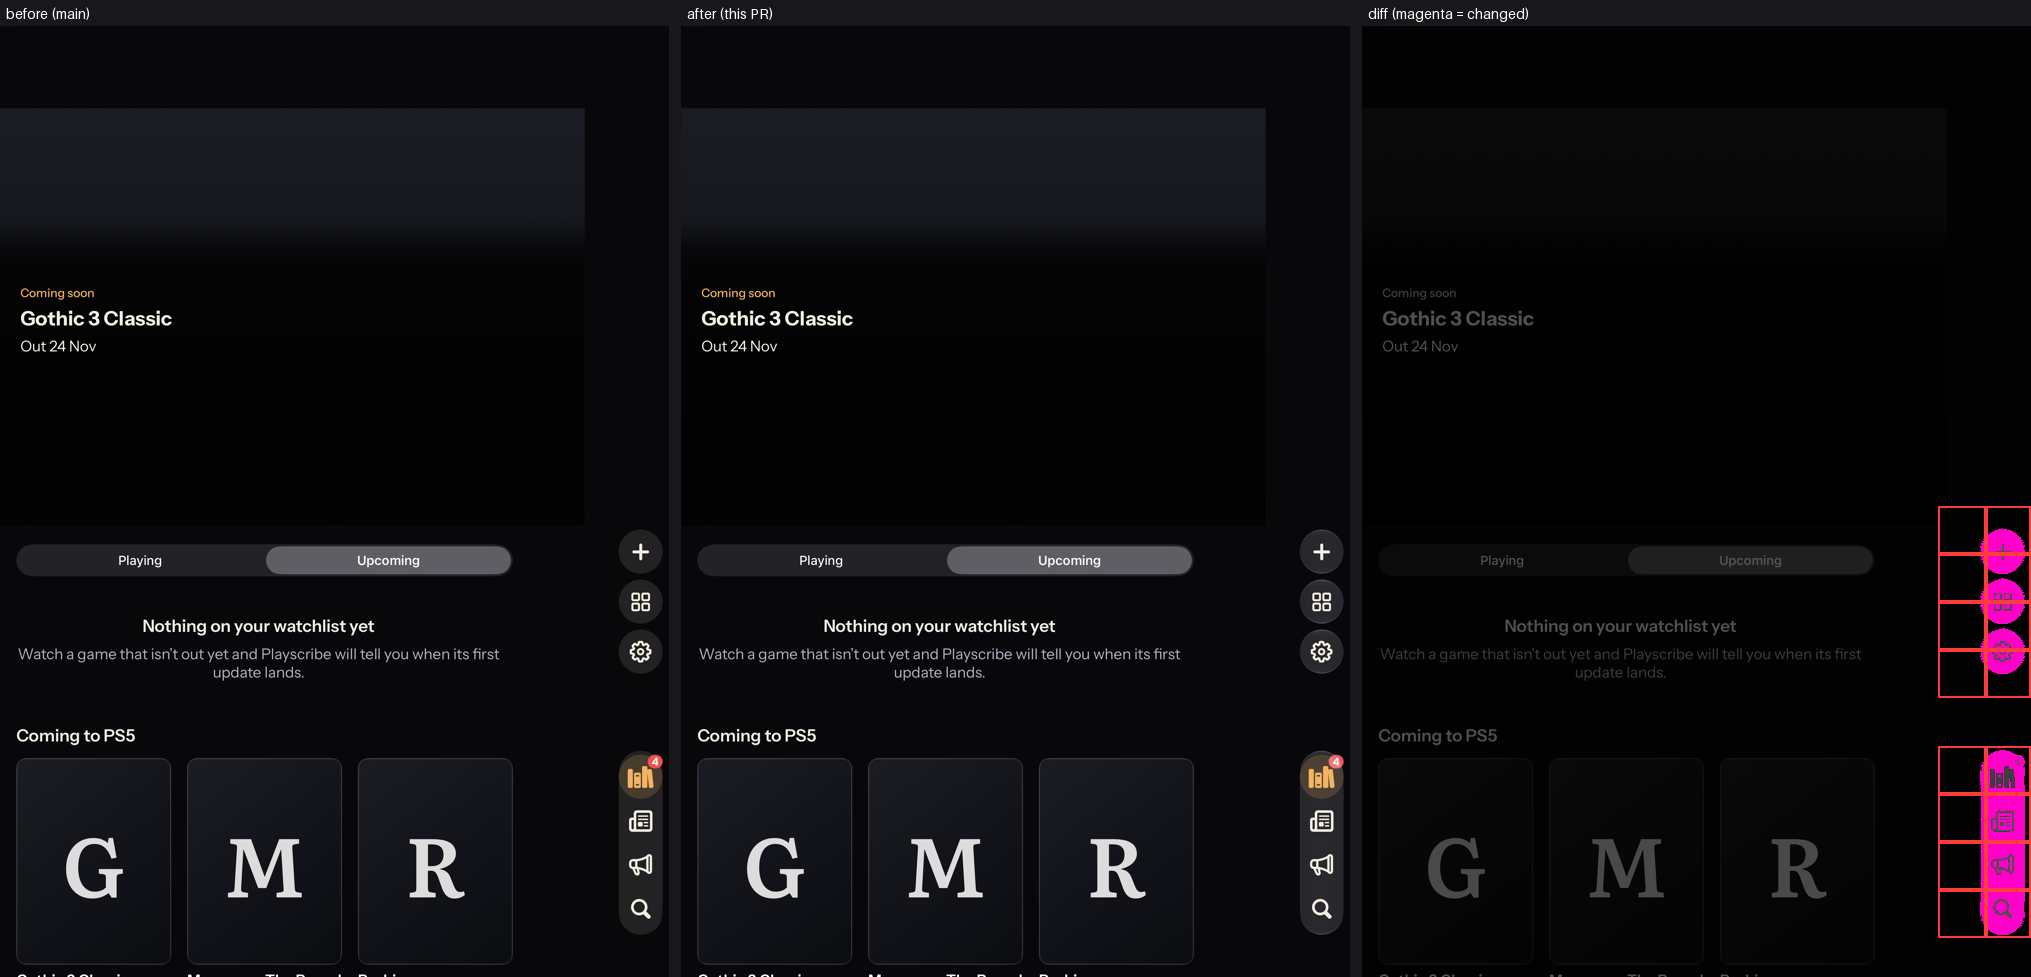 before (main)
Coming soon
Gothic 3 Classic
Out 24 Nov
Playing
Upcoming
Nothing on your watchlist yet
Watch a game that isn't out yet and Playscribe will tell you when its first
update lands.
Coming to PS5
4
G
M
R
after (this PR)
Coming soon
Gothic 3 Classic
Out 24 Nov
Playing
Upcoming
Nothing on your watchlist yet
Watch a game that isn't out yet and Playscribe will tell you when its first
update lands.
Coming to PS5
4
G
M
R
diff (magenta = changed)
Coming soon
Gothic 3 Classic
Out 24 Nov
Playing
Upcoming
Nothing on your watchlist yet
Watch a game that isn't out yet and Playscribe will tell you when its first
update lands.
Coming to PS5
G
M
R